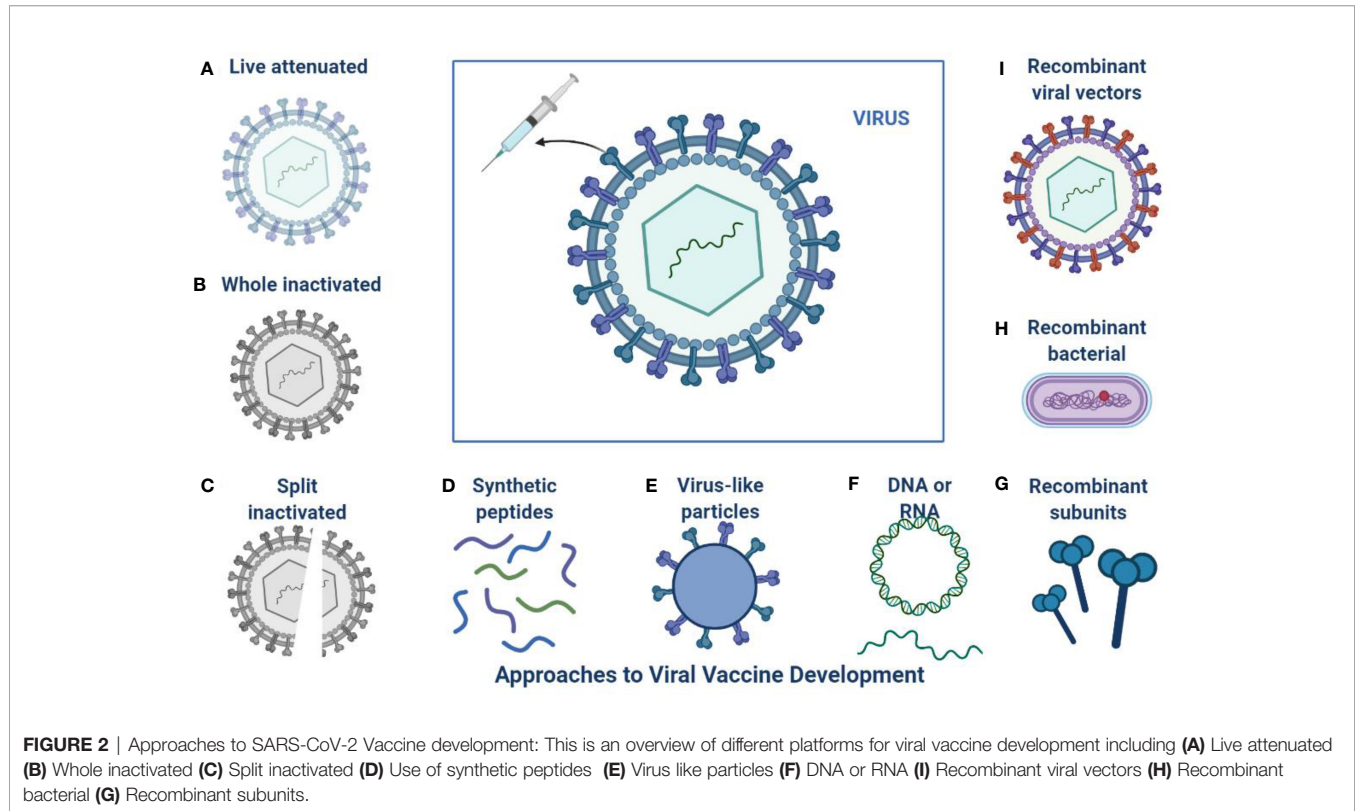 A Live attenuated
VIRUS
I Recombinant
viral vectors
B Whole inactivated
H Recombinant
bacterial
C Split
inactivated
D Synthetic
peptides
E Virus-like
particles
F DNA or
RNA
G Recombinant
subunits
Approaches to Viral Vaccine Development
FIGURE 2 | Approaches to SARS-CoV-2 Vaccine development: This is an overview of different platforms for viral vaccine development including (A) Live attenuated
(B) Whole inactivated (C) Split inactivated (D) Use of synthetic peptides (E) Virus like particles (F) DNA or RNA (I) Recombinant viral vectors (H) Recombinant
bacterial (G) Recombinant subunits.